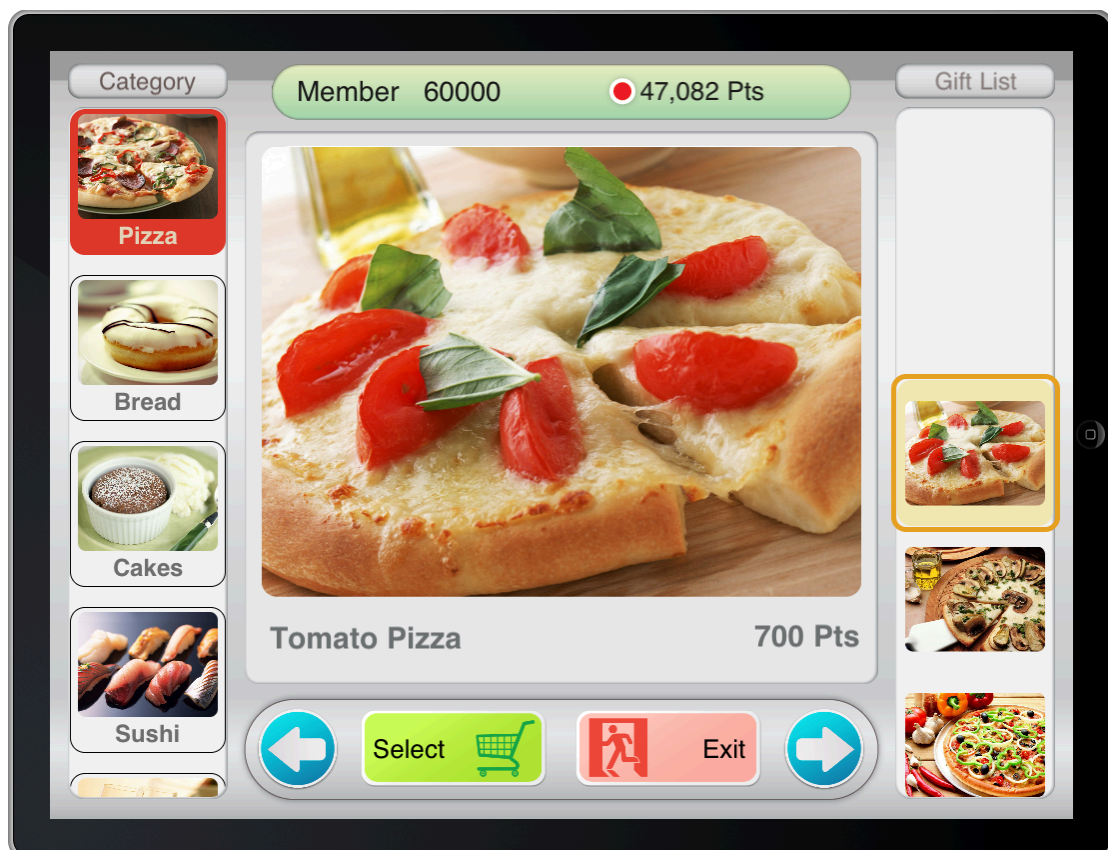 Category
Member 60000 47,082 Pts
Gift List
Pizza
Bread
Cakes
Sushi
Tomato Pizza 700 Pts
Select
Exit